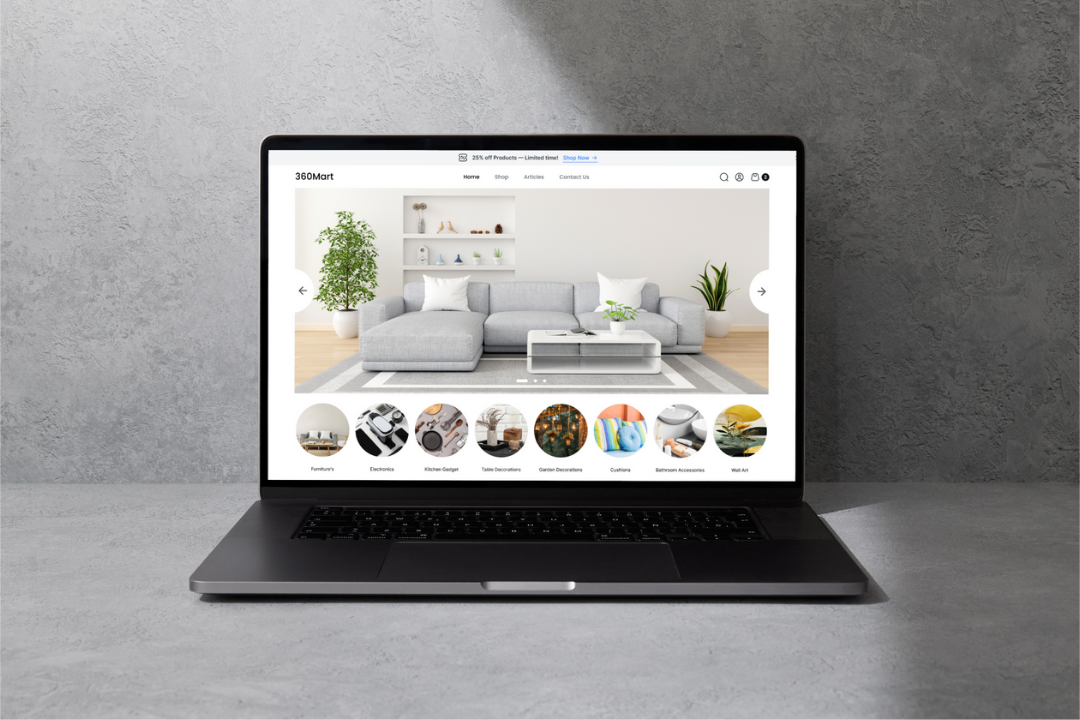 25% off Products — Limited time! Shop Now →
360Mart
Home Shop Articles Contact Us
2
Furniture's
Electronics
Kitchen Gadget
Table Decorations
Garden Decorations
Cushions
Bathroom Accessories
Wall Art